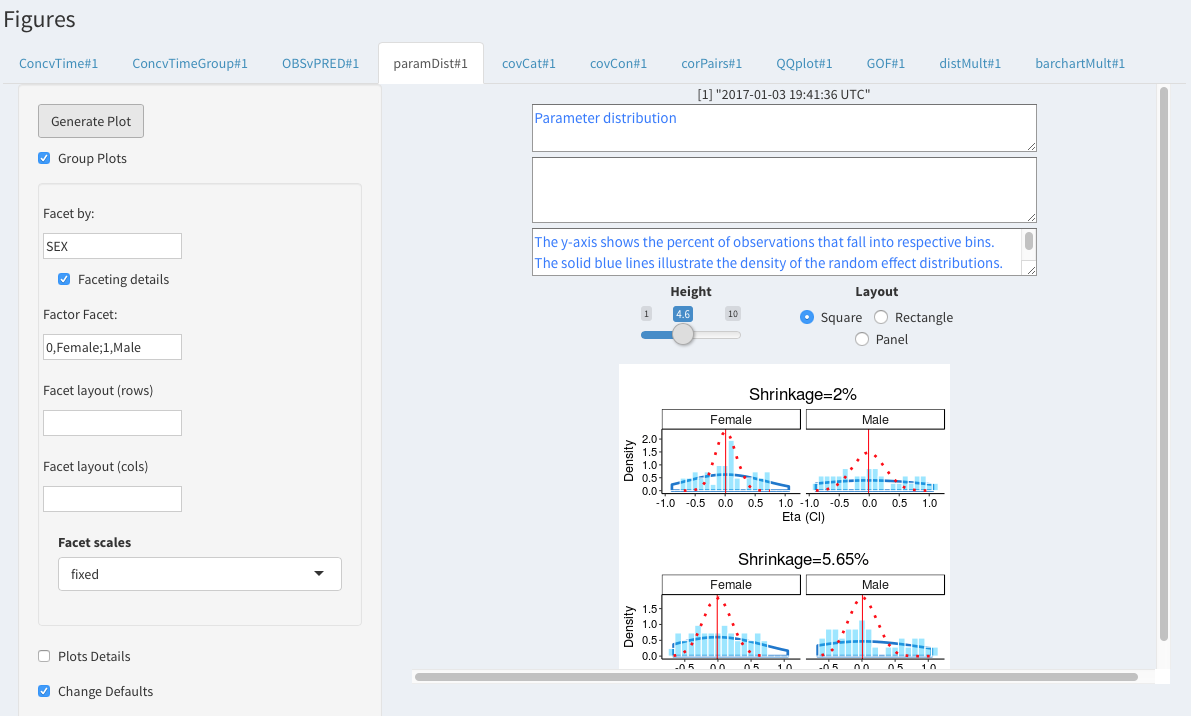 Figures
ConcvTime#1 ConcvTimeGroup#1 OBSvPRED#1 paramDist#1 covCat#1 covCon#1 corPairs#1 QQplot#1 GOF#1 distMult#1 barchartMult#1
Generate Plot
Group Plots
Facet by:
SEX
Faceting details
Factor Facet:
0,Female;1,Male
Facet layout (rows)
Facet layout (cols)
Facet scales
fixed
Plots Details
Change Defaults
[1] "2017-01-03 19:41:36 UTC"
Parameter distribution
The y-axis shows the percent of observations that fall into respective bins.
The solid blue lines illustrate the density of the random effect distributions.
Height
1 4.6 10
Layout
Square Rectangle
Panel
Shrinkage=2%
Female Male
Density
2.0
1.5
1.0
0.5
0.0
-1.0 -0.5 0.0 0.5 1.0 -1.0 -0.5 0.0 0.5 1.0
Eta (Cl)
Shrinkage=5.65%
Female Male
Density
1.5
1.0
0.5
0.0
-0.5 0.0 0.5 1.0 -0.5 0.0 0.5 1.0